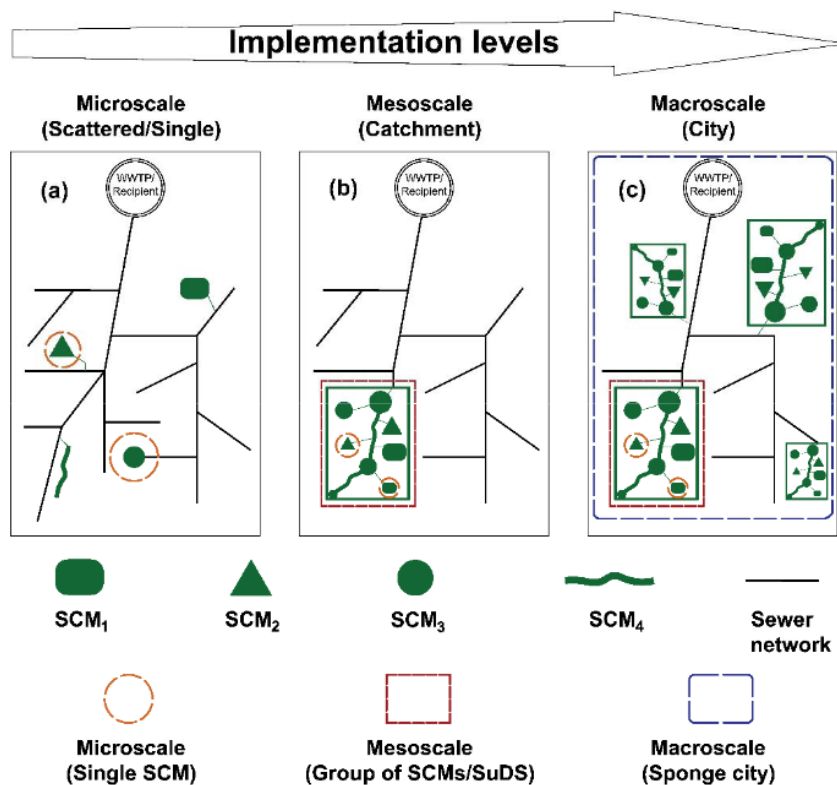 Implementation levels
Microscale
(Scattered/Single)
Mesoscale
(Catchment)
Macroscale
(City)
(a)
WWTP/
Recipient
(b)
WWTP/
Recipient
(c)
WWTP/
Recipient
SCM1
SCM2
SCM3
SCM4
Sewer
network
Microscale
(Single SCM)
Mesoscale
(Group of SCMs/SuDS)
Macroscale
(Sponge city)